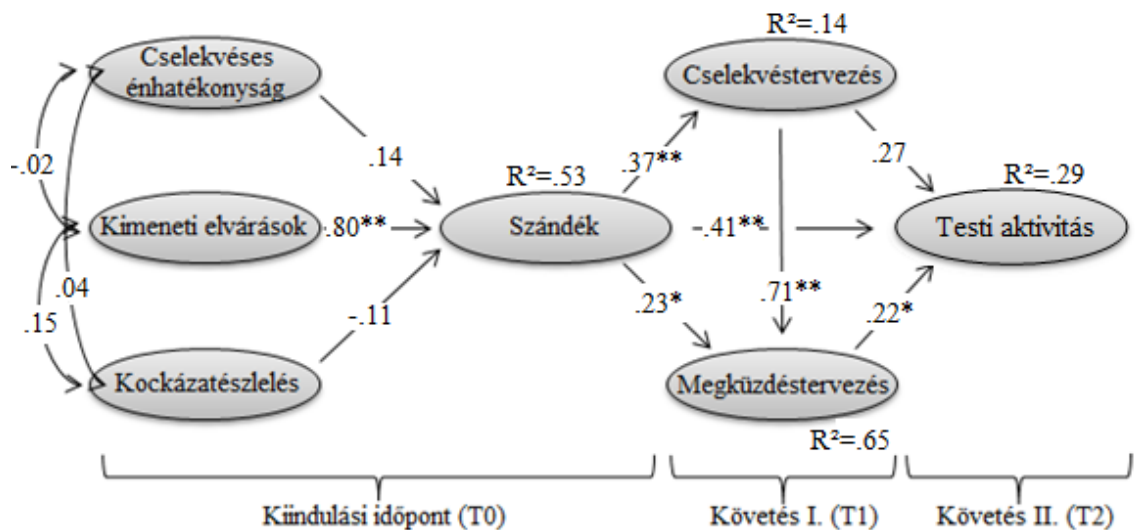 R²=.14
Cselekvéses
énhatékonyság
Cselekvéstervezés
-.02
.14
R²=.53
.37**
.27
R²=.29
Kimeneti elvárások
.80**
Szándék
-.41**
Testi aktivitás
.04
.15
-.11
.23*
.71**
.22*
Kockázatészlelés
Megküzdéstervezés
R²=.65
Kiindulási időpont (T0)
Követés I. (T1)
Követés II. (T2)